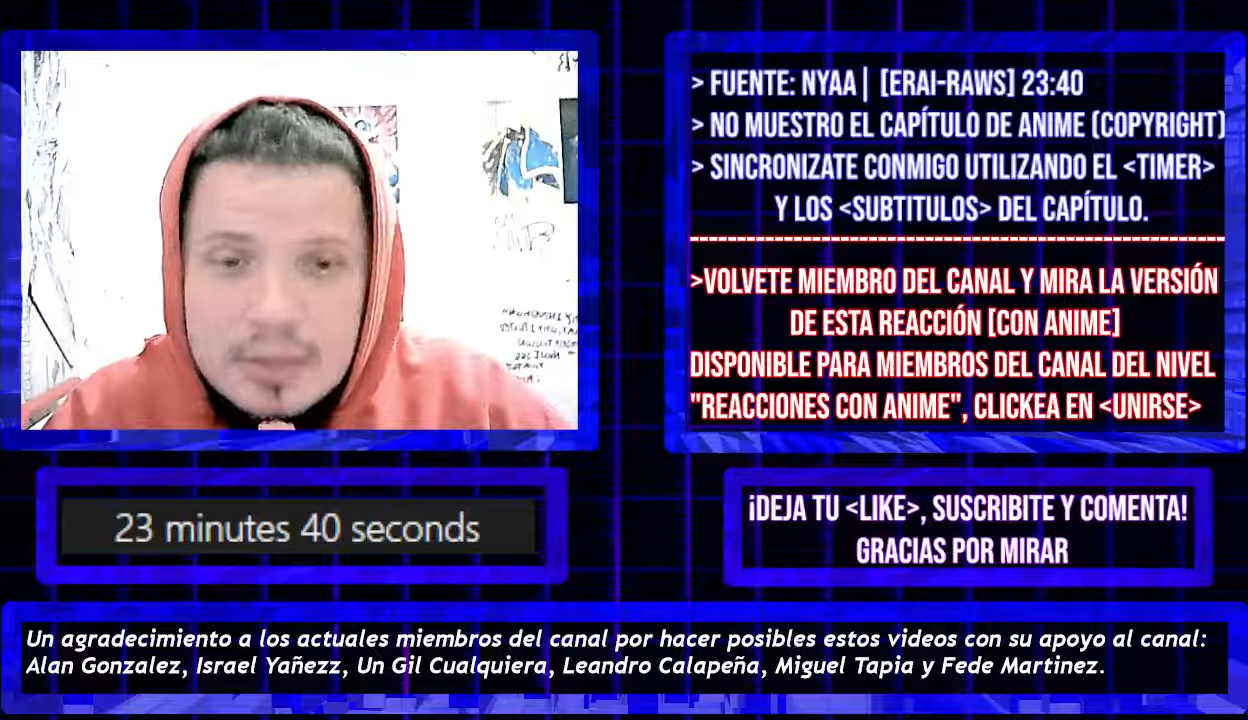 > FUENTE: NYAA | [ERAI-RAWS] 23:40
> NO MUESTRO EL CAPÍTULO DE ANIME (COPYRIGHT)
> SINCRONIZATE CONMIGO UTILIZANDO EL <TIMER>
Y LOS <SUBTITULOS> DEL CAPÍTULO.
>VOLVETE MIEMBRO DEL CANAL Y MIRA LA VERSIÓN
DE ESTA REACCIÓN [CON ANIME]
DISPONIBLE PARA MIEMBROS DEL CANAL DEL NIVEL
"REACCIONES CON ANIME", CLICKEA EN <UNIRSE>
23 minutes 40 seconds
¡DEJA TU <LIKE>, SUSCRIBITE Y COMENTA!
GRACIAS POR MIRAR
Un agradecimiento a los actuales miembros del canal por hacer posibles estos videos con su apoyo al canal:
Alan Gonzalez, Israel Yañezz, Un Gil Cualquiera, Leandro Calapeña, Miguel Tapia y Fede Martinez.